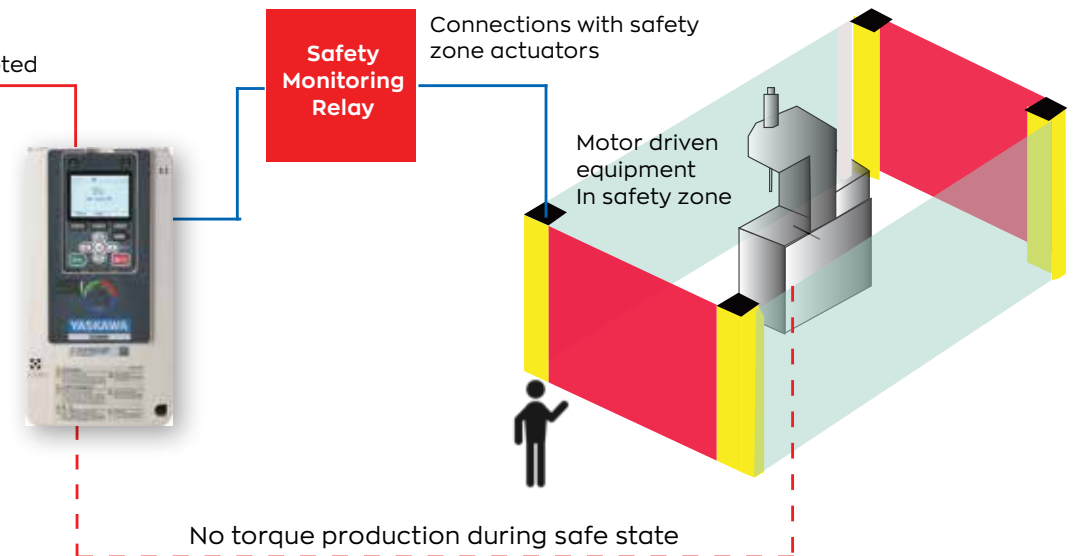 Connections with safety
zone actuators
Safety
Monitoring
Relay
Motor driven
equipment
In safety zone
YASKAWA
No torque production during safe state